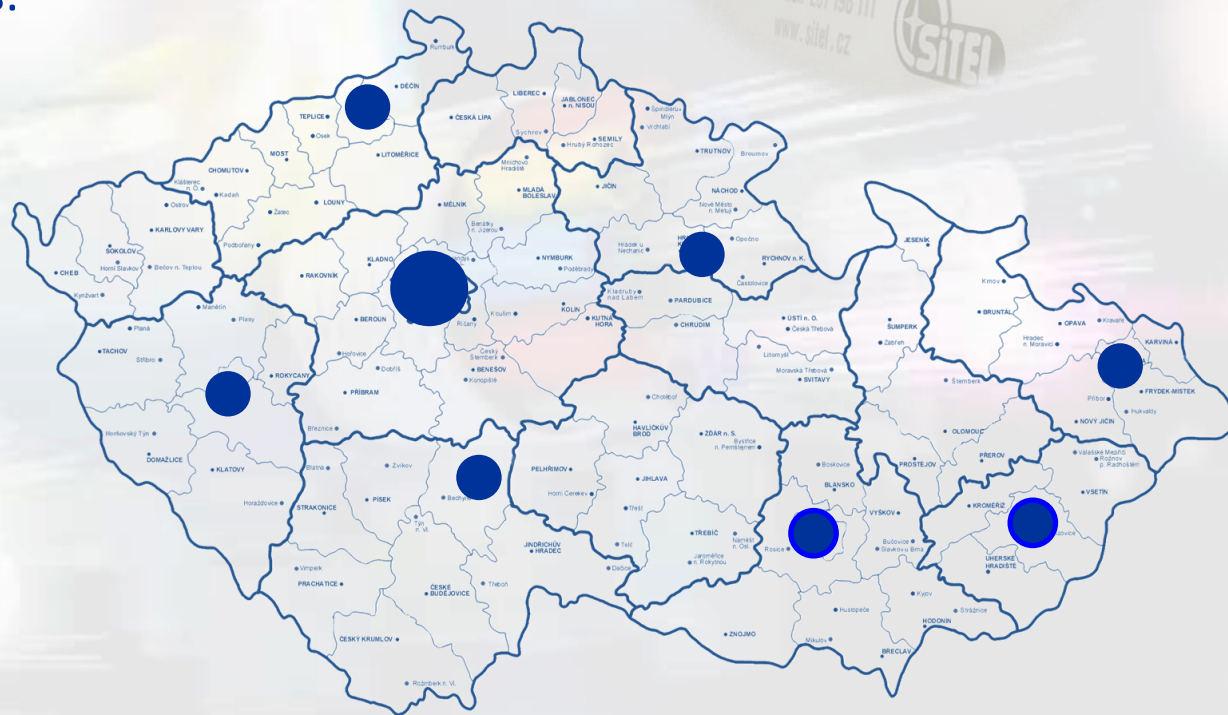 www.sitel.cz
SiTEL
Rumburk
DĚČÍN
LIBEREC
JABLONEC
n. NISOU
TEPLICE
ČESKÁ LÍPA
Špindlerův
Mlýn
Vrchlabí
Osek
Sychrov
SEMILY
Hrubý Rohozec
MOST
LITOMĚŘICE
TRUTNOV
Broumov
Mnichovo
Hradiště
CHOMUTOV
Klášterec
n. O.
Kadaň
MLADÁ
BOLESLAV
JIČÍN
NÁCHOD
Ostrov
LOUNY
MĚLNÍK
Nové Město
n. Metují
Žatec
KARLOVY VARY
Benátky
n. Jizerou
SOKOLOV
Podbořany
Hrádek u
Nechanic
Opočno
JESENÍK
Horní Slavkov
Bečov n. Teplou
KLADNO
NYMBURK
RYCHNOV n. K.
CHEB
RAKOVNÍK
Poděbrady
Častolovice
Krnov
Kynžvart
Kladruby
nad Labem
PARDUBICE
Manětín
KOLÍN
BRUNTÁL
Planá
Plasy
BEROUN
Říčany
Kouřim
KUTNÁ
HORA
CHRUDIM
ÚSTÍ n. O.
Česká Třebová
ŠUMPERK
OPAVA
Kravaře
TACHOV
Stříbro
Hořovice
Český
Šternberk
Litomyšl
Zábřeh
Hradec
n. Moravicí
KARVINÁ
ROKYCANY
Dobříš
BENEŠOV
Konopiště
Moravská Třebová
SVITAVY
Šternberk
PŘÍBRAM
Chotěboř
Příbor
FRÝDEK-MÍSTEK
Hukvaldy
Horšovský Týn
Březnice
HAVLÍČKŮV
BROD
ŽĎÁR n. S.
Bystřice
n. Pernštejnem
OLOMOUC
NOVÝ JIČÍN
DOMAŽLICE
KLATOVY
Blatná
Zvíkov
PELHŘIMOV
Boskovice
PROSTĚJOV
PŘEROV
Valašské Meziříčí
Rožnov
p. Radhoštěm
Horažďovice
STRAKONICE
PÍSEK
Horní Cerekev
JIHLAVA
BLANSKO
VSETÍN
Týn
n. Vl.
Třešť
VYŠKOV
KROMĚŘÍŽ
JINDŘICHŮV
HRADEC
Telč
TŘEBÍČ
Náměšť
n. Osl.
Rosice
Bučovice
Slavkov u Brna
Vimperk
PRACHATICE
Dačice
Jaroměřice
n. Rokytnou
UHERSKÉ
HRADIŠTĚ
ČESKÉ
BUDĚJOVICE
Třeboň
Kyjov
Hustopeče
Strážnice
ČESKÝ KRUMLOV
ZNOJMO
Mikulov
HODONÍN
BŘECLAV
Rožmberk n. Vl.